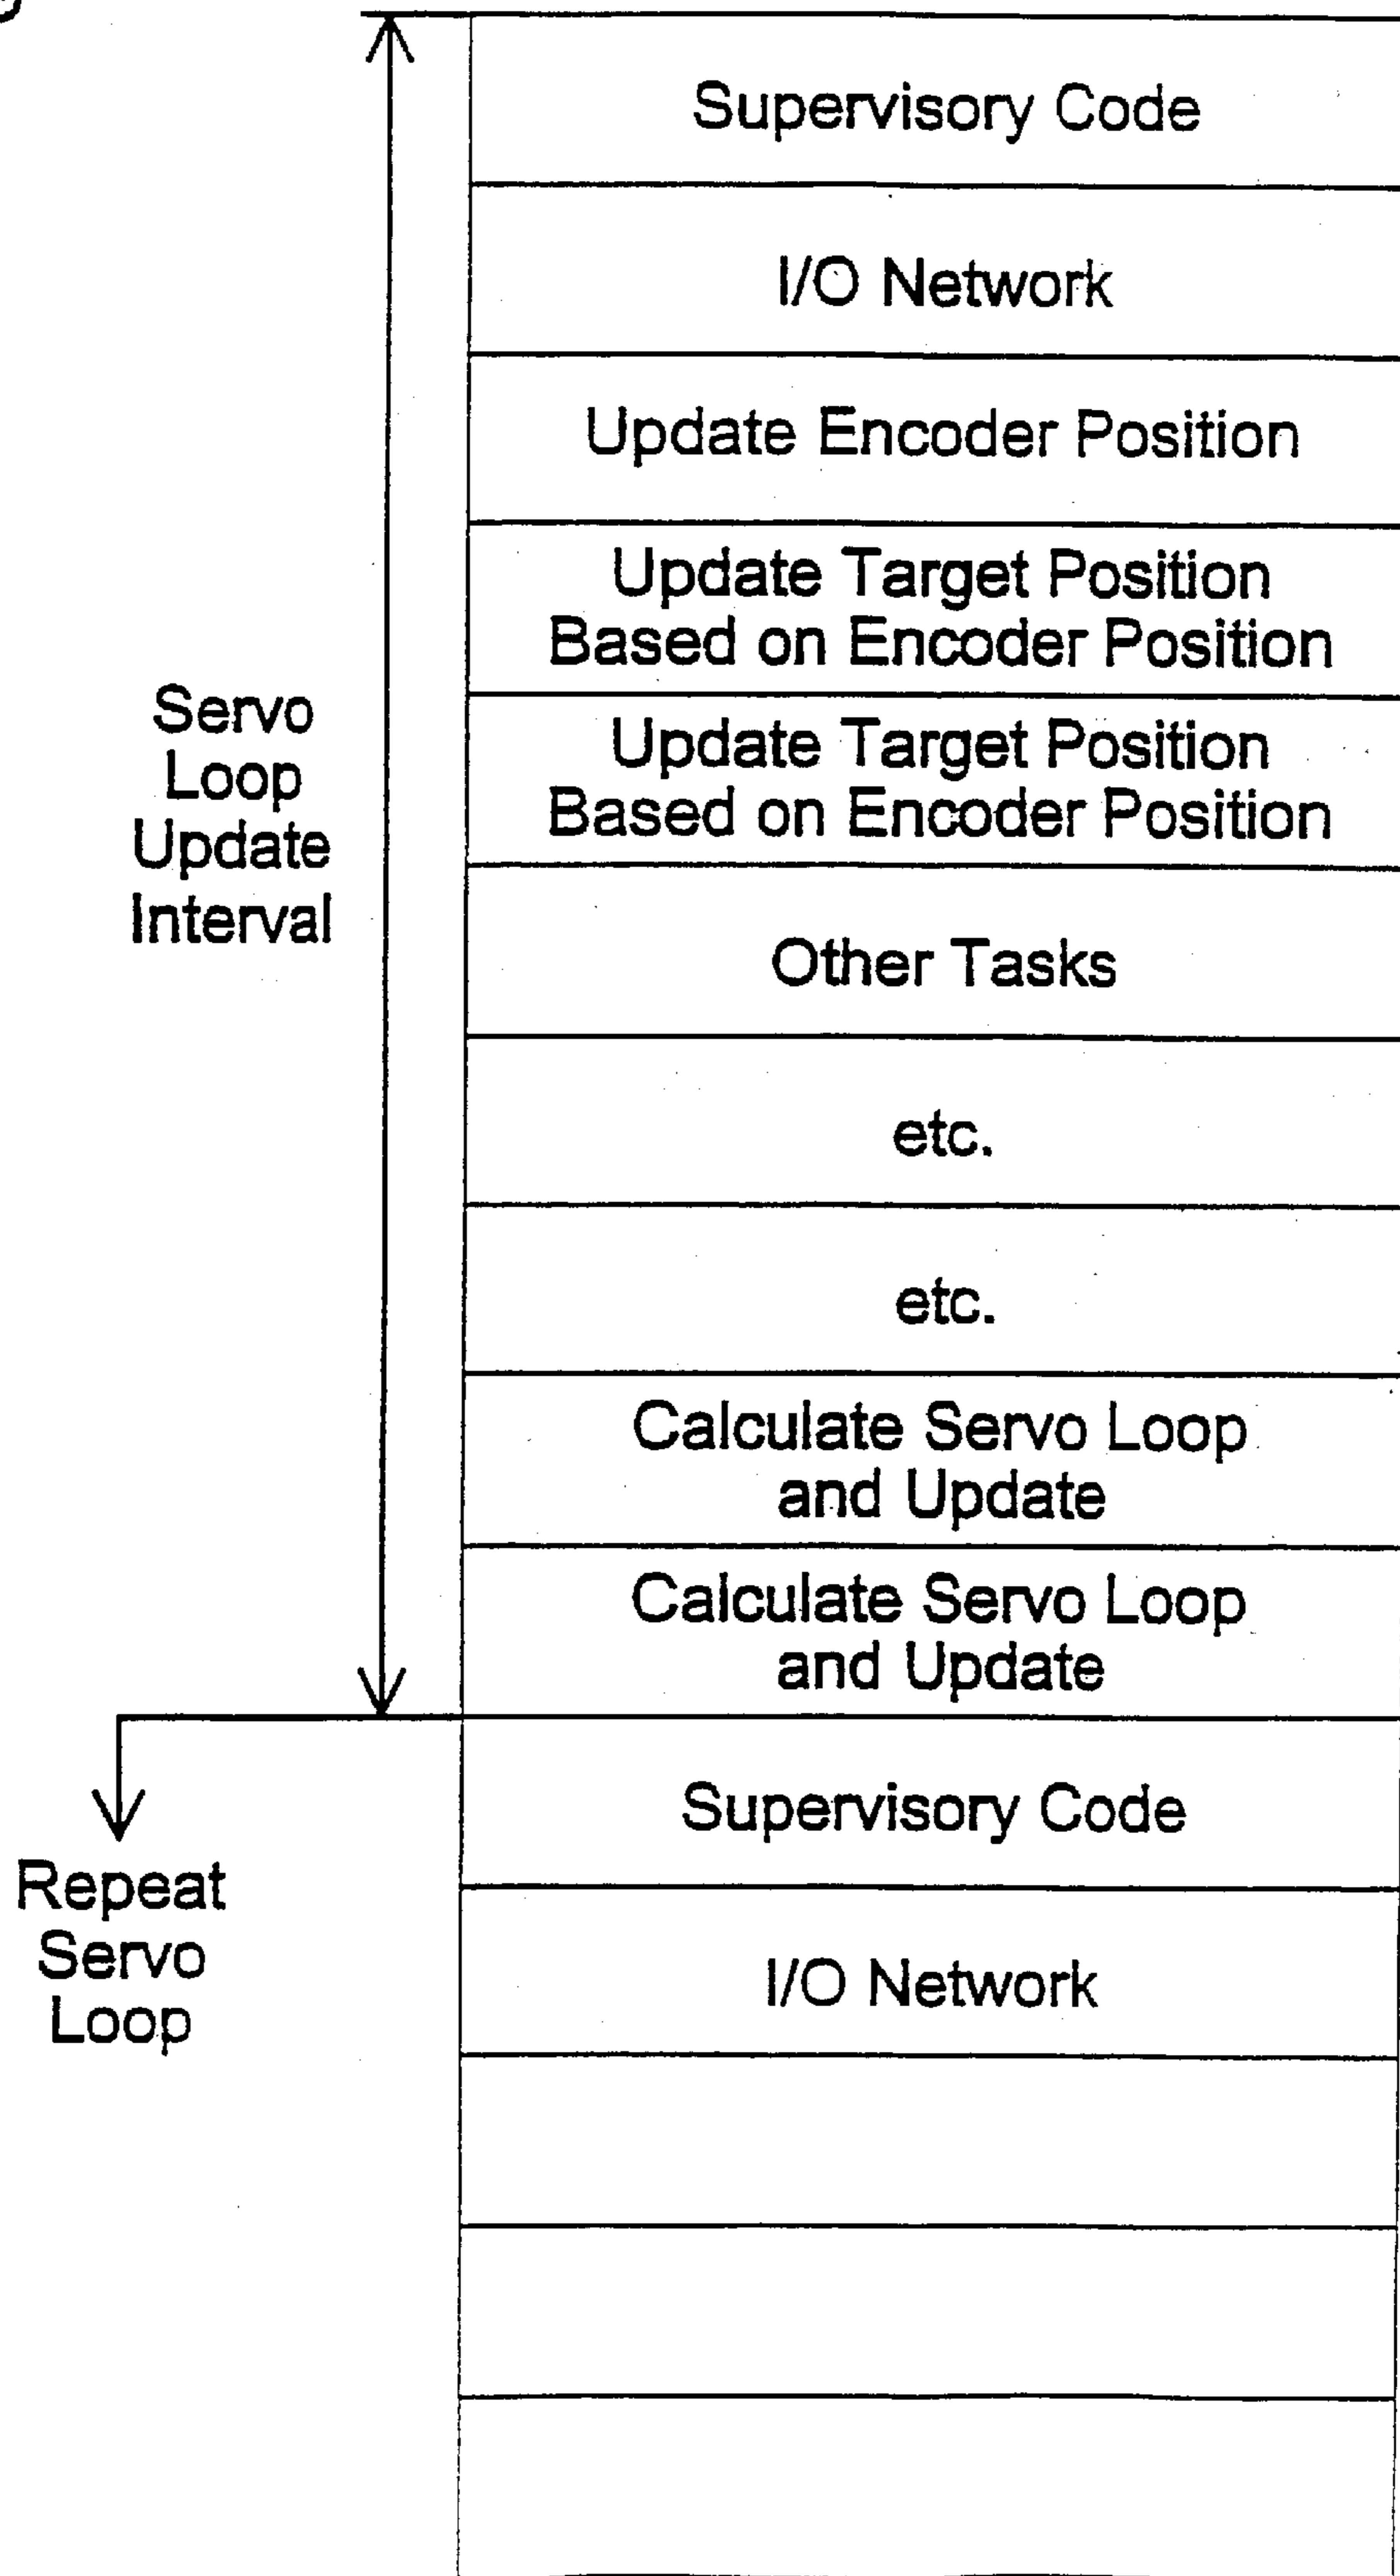 Supervisory Code
I/O Network
Update Encoder Position
Update Target Position
Based on Encoder Position
Update Target Position
Based on Encoder Position
Servo
Loop
Update
Interval
Other Tasks
etc.
etc.
Calculate Servo Loop
and Update
Calculate Servo Loop
and Update
Supervisory Code
Repeat
Servo
Loop
I/O Network